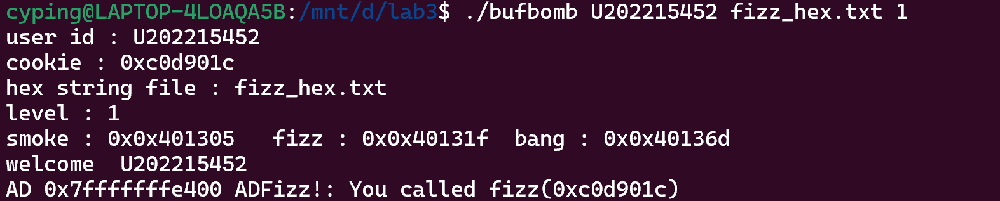 cyping@LAPTOP-4LOAQA5B:/mnt/d/lab3$ ./bufbomb U202215452 fizz_hex.txt 1
user id : U202215452
cookie : 0xc0d901c
hex string file : fizz_hex.txt
level : 1
smoke : 0x0x401305   fizz : 0x0x40131f  bang : 0x0x40136d
welcome  U202215452
AD 0x7fffffffe400 ADFizz!: You called fizz(0xc0d901c)